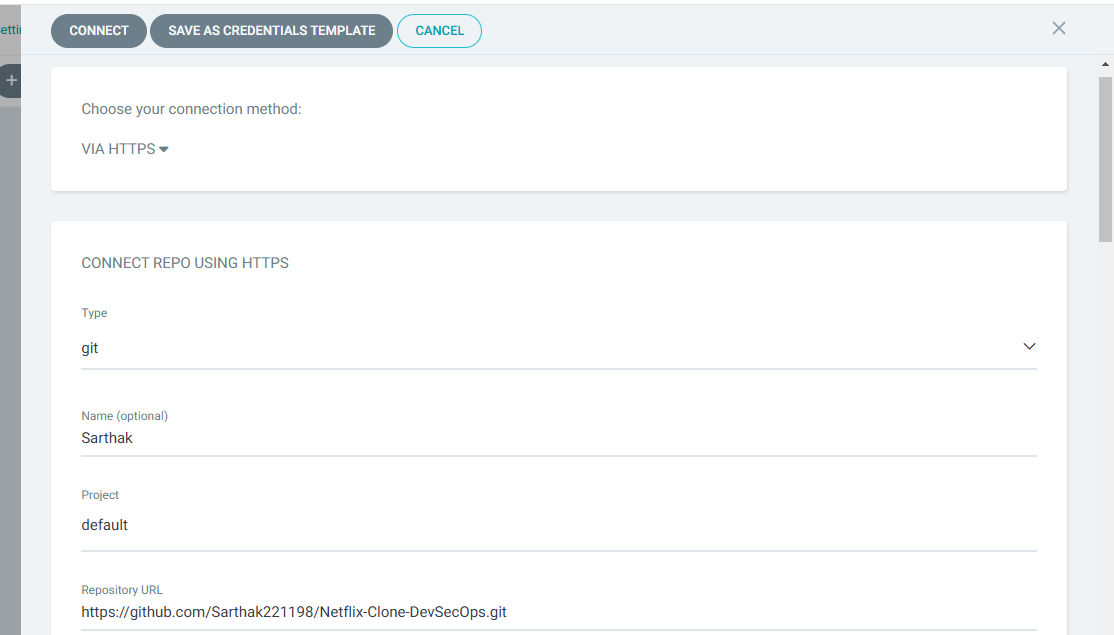 CONNECT SAVE AS CREDENTIALS TEMPLATE CANCEL
Choose your connection method:
VIA HTTPS
CONNECT REPO USING HTTPS
Type
git
Name (optional)
Sarthak
Project
default
Repository URL
https://github.com/Sarthak221198/Netflix-Clone-DevSecOps.git